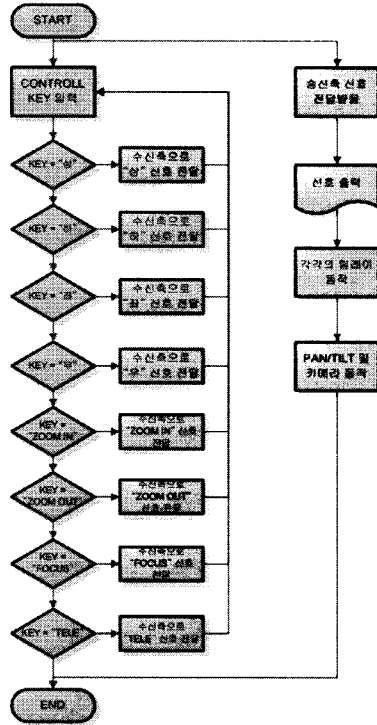 START
CONTROLL
KEY 입력
KEY = "상"
수신측으로
"상" 신호 전달
KEY = "하"
수신측으로
"하" 신호 전달
KEY = "좌"
수신측으로
"좌" 신호 전달
KEY = "우"
수신측으로
"우" 신호 전달
KEY =
"ZOOM IN"
수신측으로
"ZOOM IN" 신호
전달
KEY =
"ZOOM OUT"
수신측으로
"ZOOM OUT"
신호 전달
KEY =
"FOCUS
수신측으로
"FOCUS" 신호
전달
KEY = "TELE"
수신측으로
"TELE" 신호 전달
END
송신측 신호
전달받음
신호 출력
각각의 릴레이
동작
PAN/TILT 및
카메라 동작